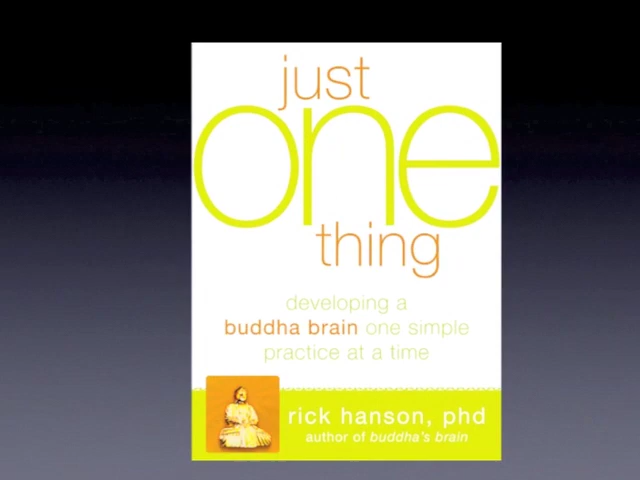 just
one
thing
developing a
buddha brain one simple
practice at a time
rick hanson, phd
author of buddha's brain